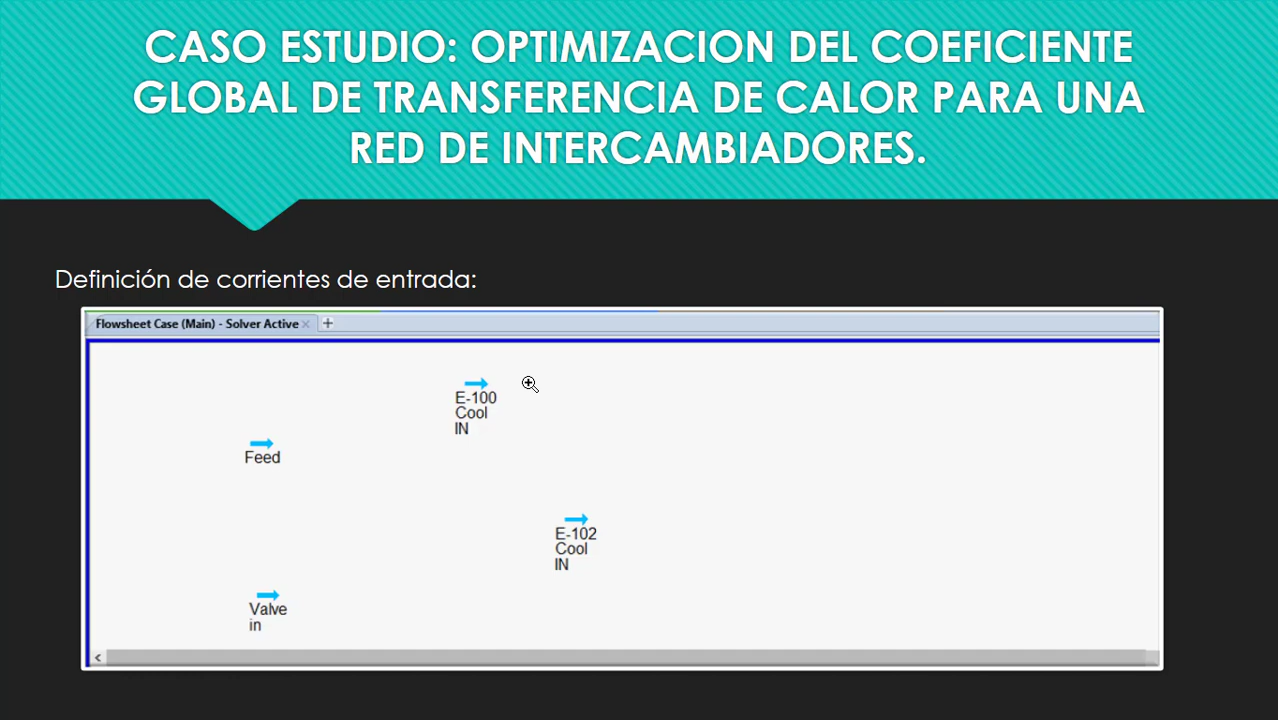 CASO ESTUDIO: OPTIMIZACION DEL COEFICIENTE
GLOBAL DE TRANSFERENCIA DE CALOR PARA UNA
RED DE INTERCAMBIADORES.
Definición de corrientes de entrada:
Flowsheet Case (Main) - Solver Active
E-100
Cool
IN
Feed
E-102
Cool
IN
Valve
in